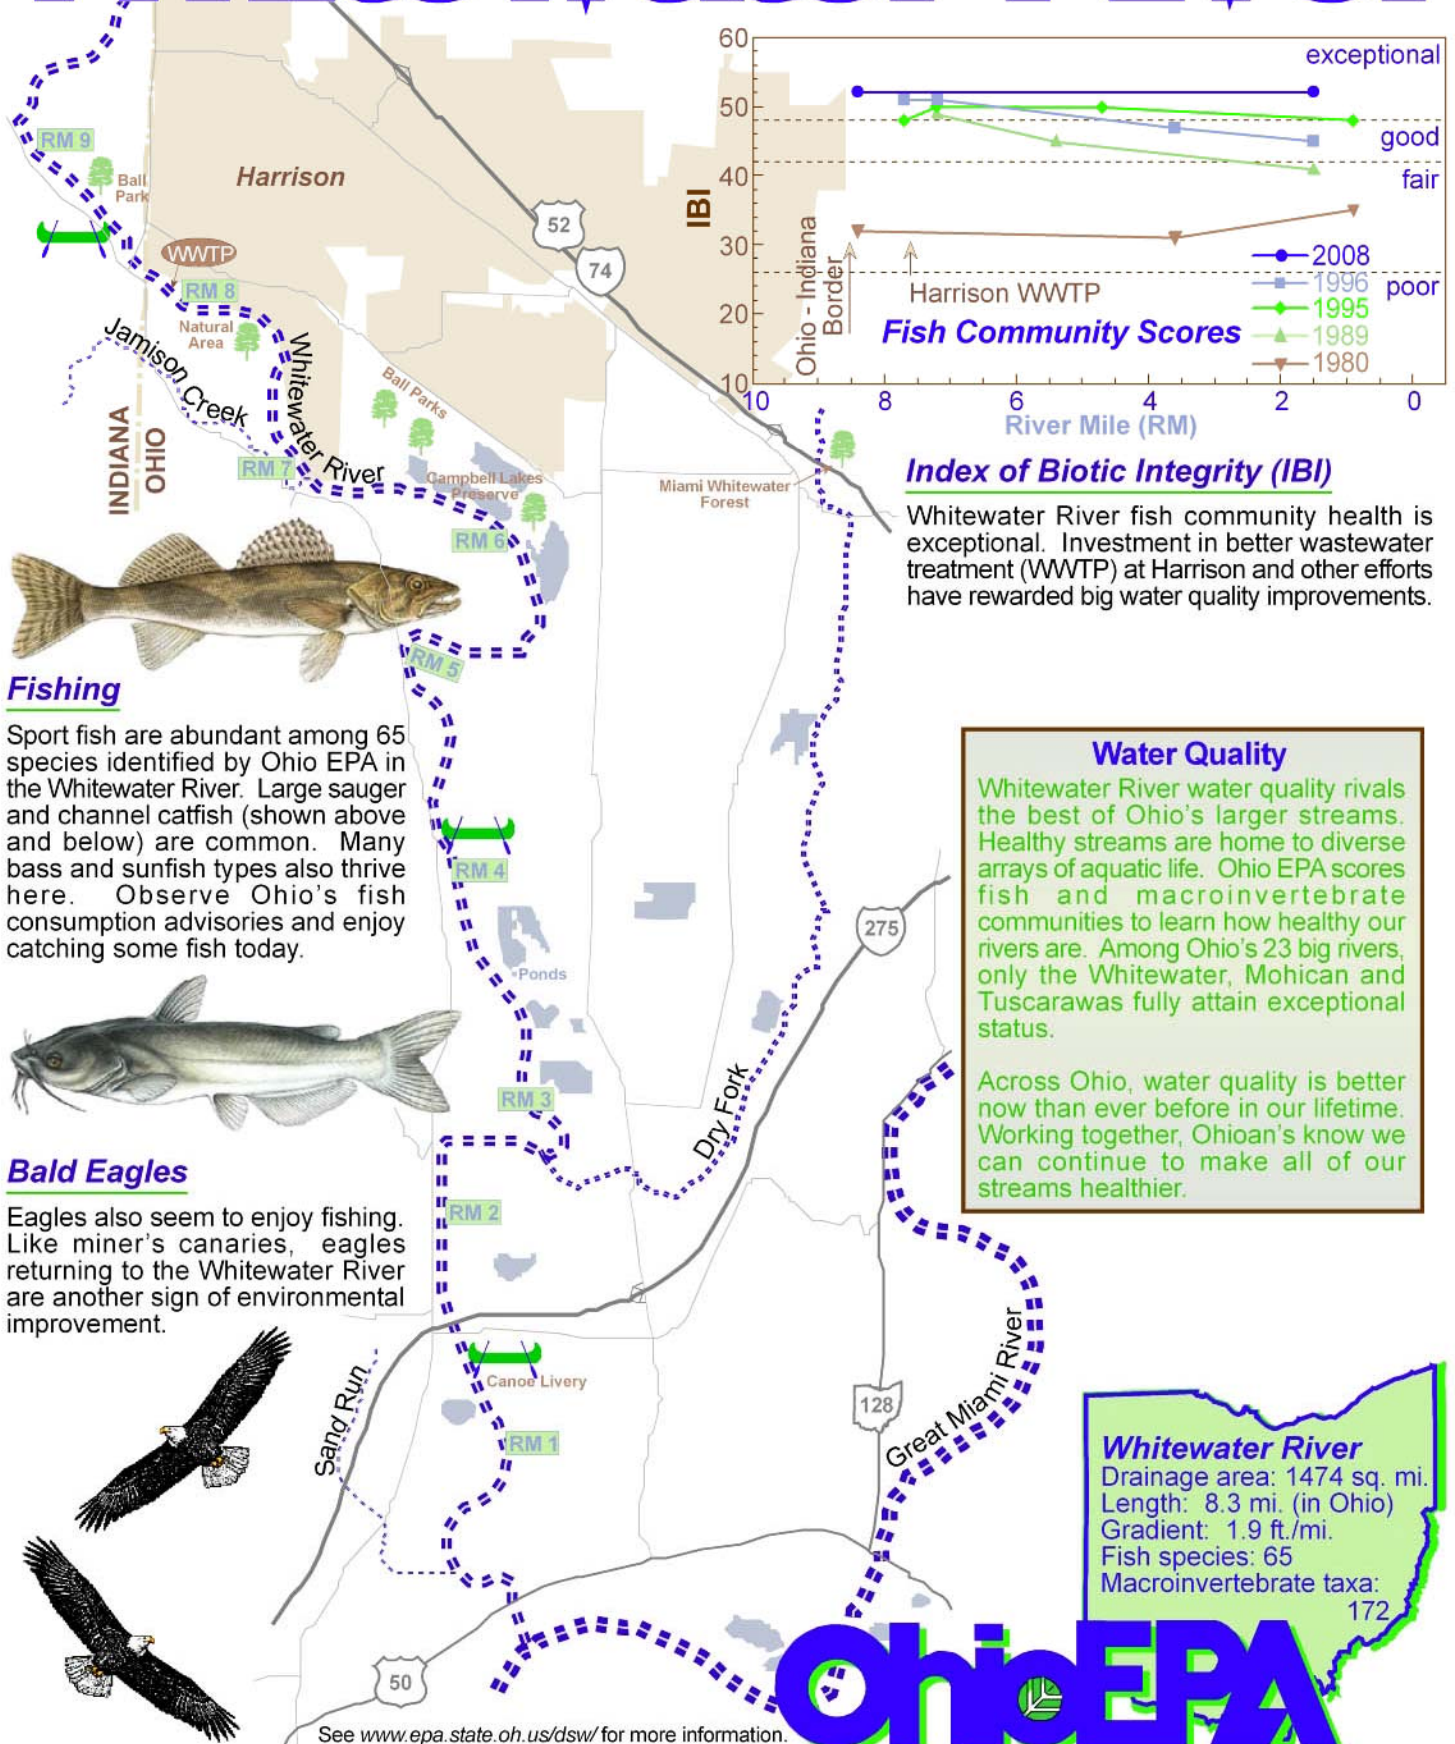 60
50
40
30
20
10
IBI
exceptional
good
fair
poor
2008
1996
1995
1989
1980
Ohio - Indiana
Border
Harrison WWTP
Fish Community Scores
10 8 6 4 2 0
River Mile (RM)
RM 9
Ball
Park
Harrison
52
74
WWTP
RM 8
Natural
Area
Jamison Creek
Whitewater River
Ball Parks
INDIANA
OHIO
RM 7
Campbell Lakes
Preserve
Miami Whitewater
Forest
RM 6
RM 5
Index of Biotic Integrity (IBI)
Whitewater River fish community health is
exceptional. Investment in better wastewater
treatment (WWTP) at Harrison and other efforts
have rewarded big water quality improvements.
Fishing
Sport fish are abundant among 65
species identified by Ohio EPA in
the Whitewater River. Large sauger
and channel catfish (shown above
and below) are common. Many
bass and sunfish types also thrive
here. Observe Ohio's fish
consumption advisories and enjoy
catching some fish today.
RM 4
275
Ponds
RM 3
Dry Fork
Water Quality
Whitewater River water quality rivals
the best of Ohio's larger streams.
Healthy streams are home to diverse
arrays of aquatic life. Ohio EPA scores
fish and macroinvertebrate
communities to learn how healthy our
rivers are. Among Ohio's 23 big rivers,
only the Whitewater, Mohican and
Tuscarawas fully attain exceptional
status.
Across Ohio, water quality is better
now than ever before in our lifetime.
Working together, Ohioan's know we
can continue to make all of our
streams healthier.
Bald Eagles
Eagles also seem to enjoy fishing.
Like miner's canaries, eagles
returning to the Whitewater River
are another sign of environmental
improvement.
RM 2
Canoe Livery
Sand Run
RM 1
128
Great Miami River
50
Whitewater River
Drainage area: 1474 sq. mi.
Length: 8.3 mi. (in Ohio)
Gradient: 1.9 ft./mi.
Fish species: 65
Macroinvertebrate taxa:
172
OhioEPA
See www.epa.state.oh.us/dsw/ for more information.